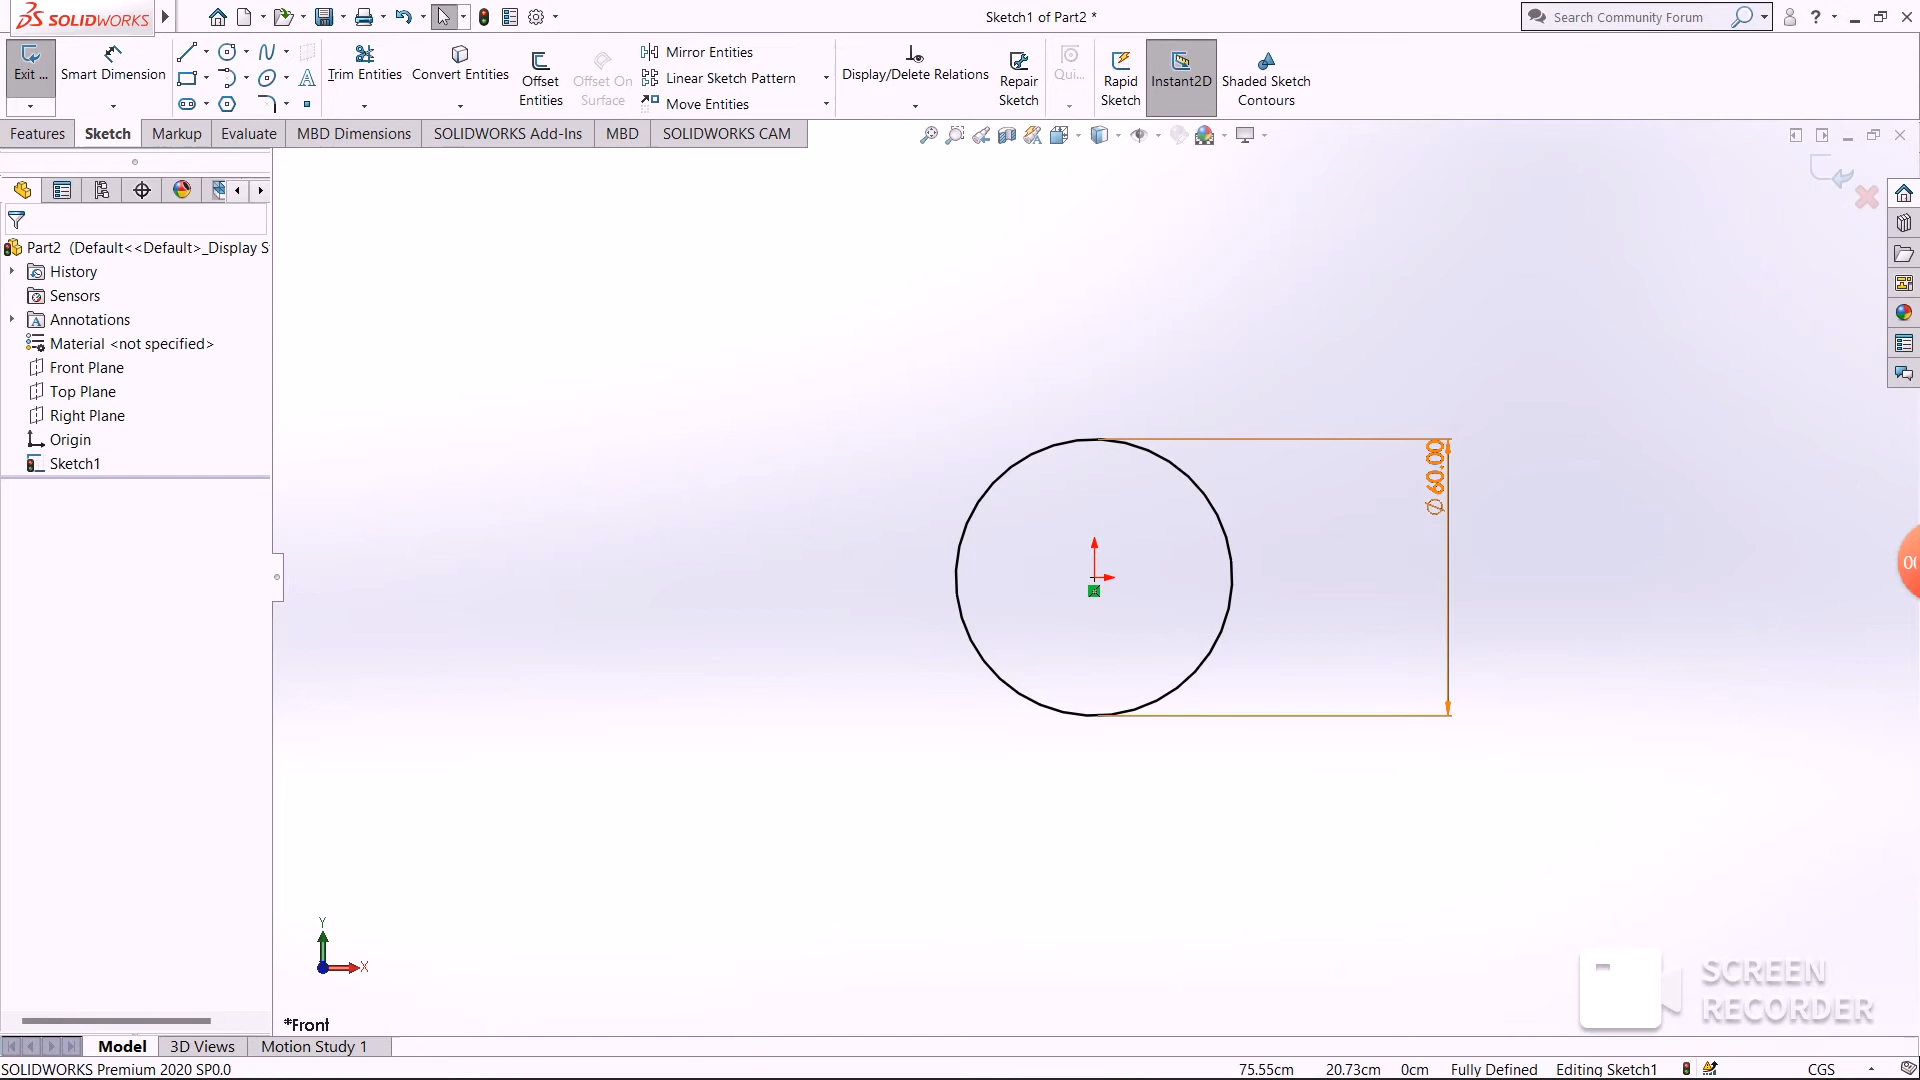 SOLIDWORKS
Sketch1 of Part2 *
Search Community Forum
?
Exit ...
Smart Dimension
Trim Entities
Convert Entities
Offset
Entities
Offset On
Surface
Mirror Entities
Linear Sketch Pattern
Move Entities
Display/Delete Relations
Repair
Sketch
Qui...
Rapid
Sketch
Instant2D
Shaded Sketch
Contours
Features
Sketch
Markup
Evaluate
MBD Dimensions
SOLIDWORKS Add-Ins
MBD
SOLIDWORKS CAM
Part2 (Default<<Default>_Display S
History
Sensors
Annotations
Material <not specified>
Front Plane
Top Plane
Right Plane
Origin
Sketch1
∅ 60.00
00
Y
X
*Front
SCREEN
RECORDER
Model
3D Views
Motion Study 1
SOLIDWORKS Premium 2020 SP0.0
75.55cm
20.73cm
0cm
Fully Defined
Editing Sketch1
CGS